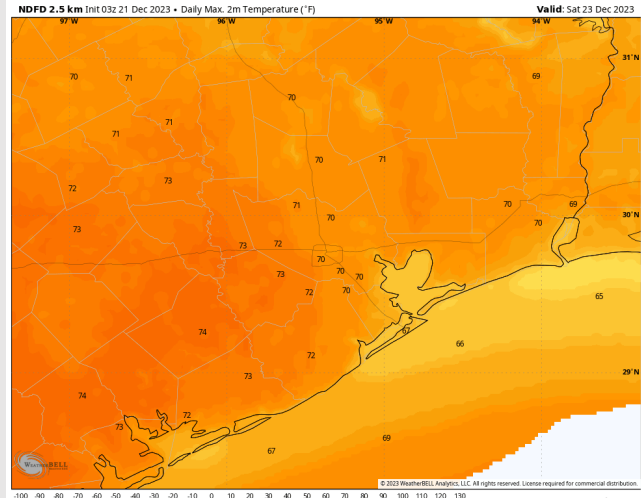 NDFD 2.5 km Init 03z 21 Dec 2023 • Daily Max. 2m Temperature (°F)
Valid: Sat 23 Dec 2023
97°W 96°W 95°W 94°W
31°N
70 71 69
70
71 71
70 71
72 73
71 70 70 69
70
30°N
73
73 72
70
73 70 70
72 70
65
74 67
66
72
73
29°N
74
72
73
69
67
WEATHERBELL
© 2023 WeatherBELL Analytics, LLC. All rights reserved. License required for commercial distribution.
-100 -90 -80 -70 -60 -50 -40 -30 -20 -10 0 10 20 30 40 50 60 70 80 90 100 110 120 130